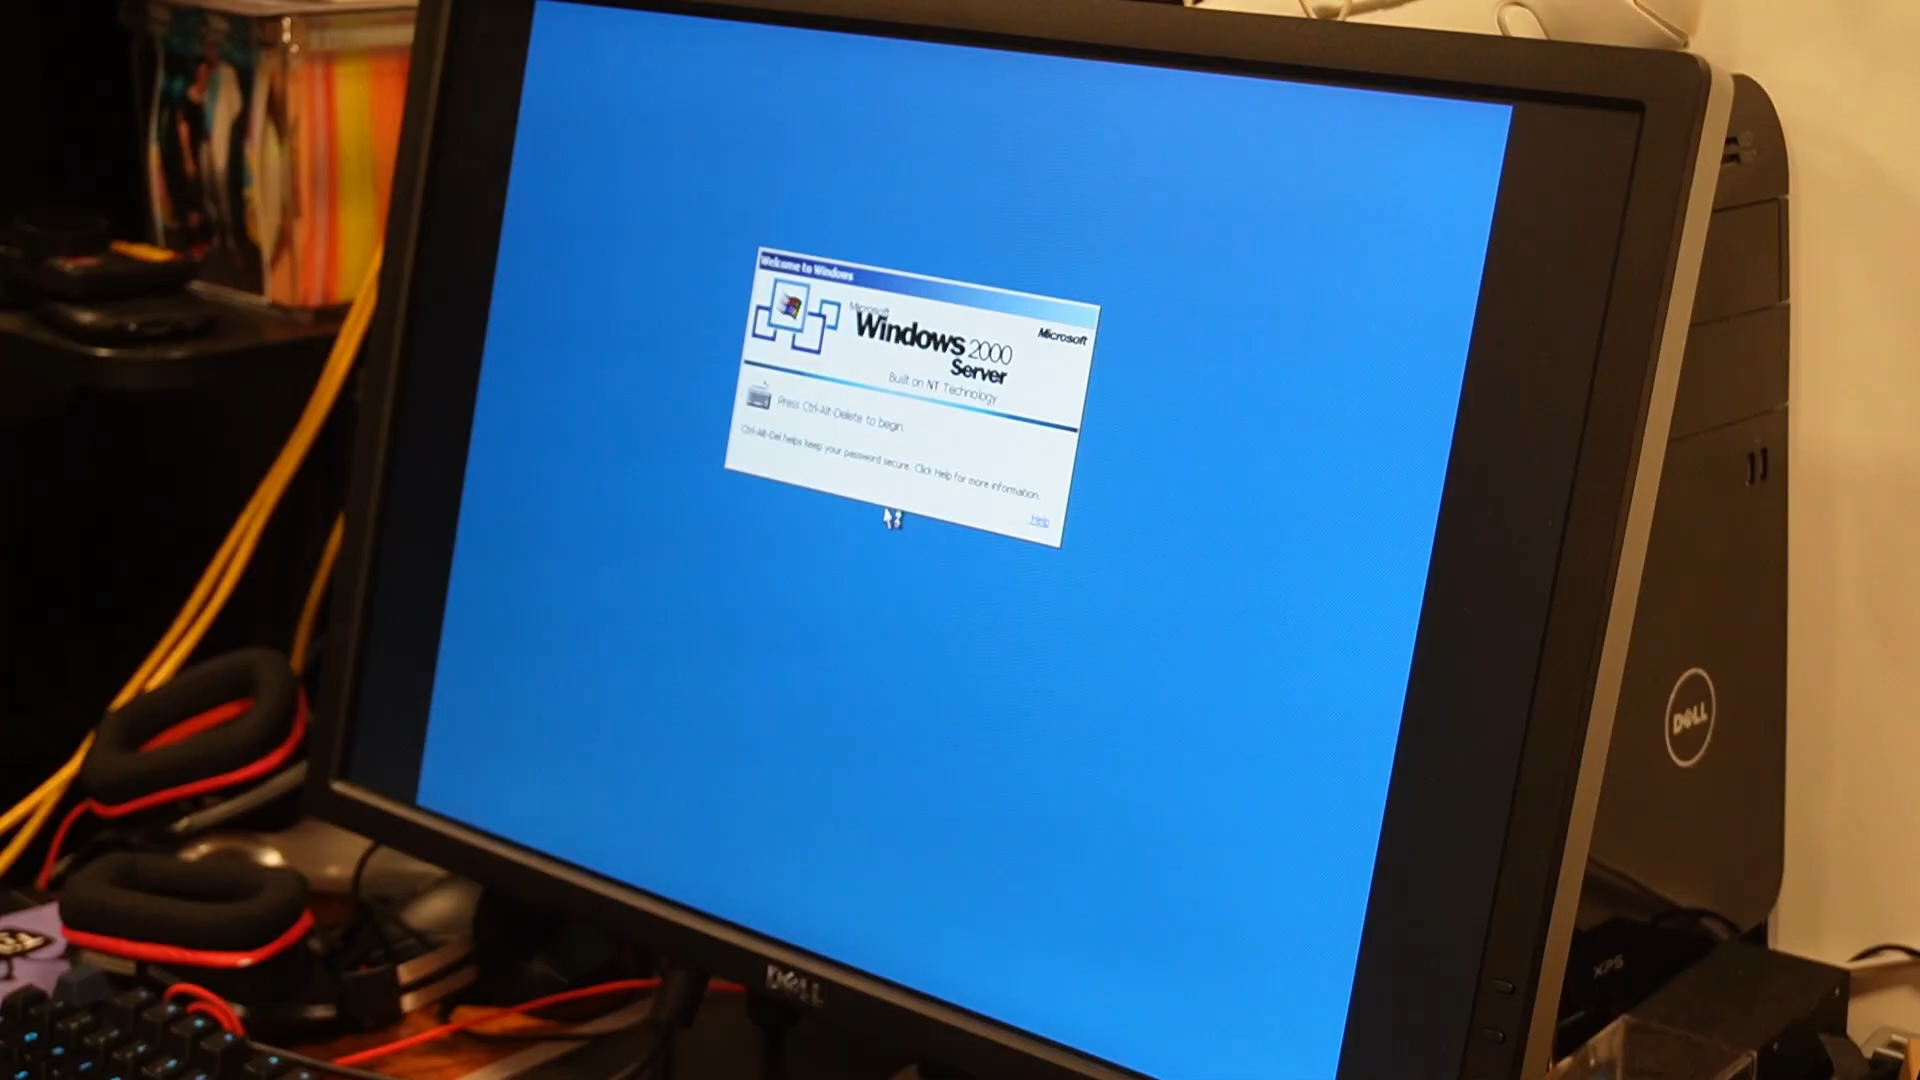 Welcome to Windows
Microsoft
Windows 2000
Server
Microsoft
Built on NT Technology
Press Ctrl-Alt-Delete to begin.
Ctrl-Alt-Del helps keep your password secure. Click Help for more information.
Help
DELL
DELL
XPS